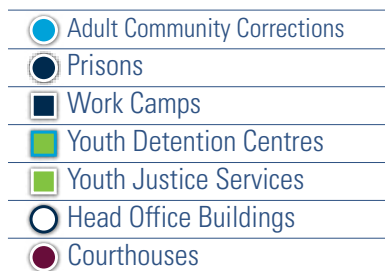 Adult Community Corrections
Prisons
Work Camps
Youth Detention Centres
Youth Justice Services
Head Office Buildings
Courthouses